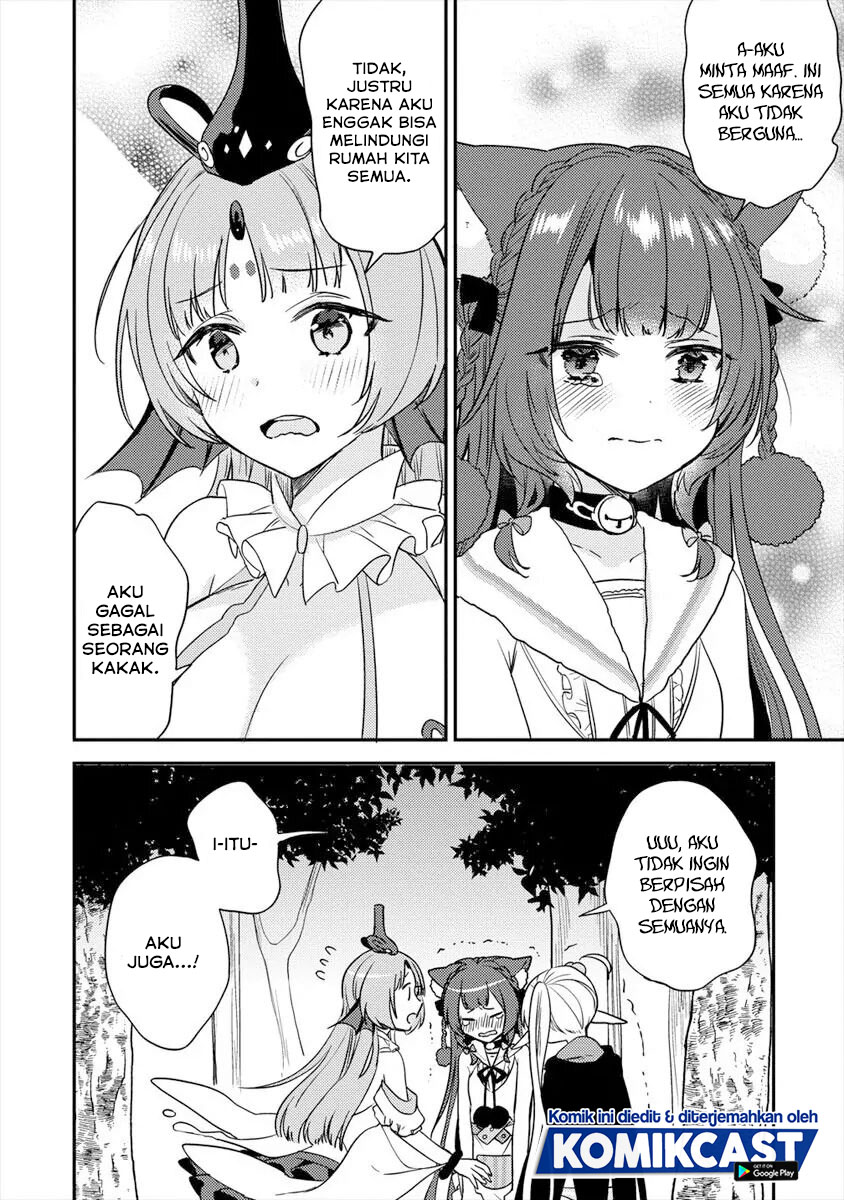 A-AKU
MINTA MAAF. INI
SEMUA KARENA
AKU TIDAK
BERGUNA...
TIDAK,
JUSTRU
KARENA AKU
ENGGAK BISA
MELINDUNGI
RUMAH KITA
SEMUA.
AKU
GAGAL
SEBAGAI
SEORANG
KAKAK.
UUU, AKU
TIDAK INGIN
BERPISAH
DENGAN
SEMUANYA.
I-ITU-
AKU
JUGA...!
Komik ini diedit & diterjemahkan oleh
KOMIKCAST
GET IT ON
Google Play